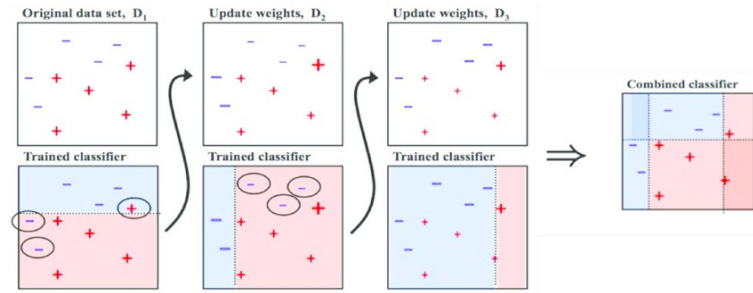 Original data set, D₁
Update weights, D₂
Update weights, D₃
Combined classifier
Trained classifier
Trained classifier
Trained classifier